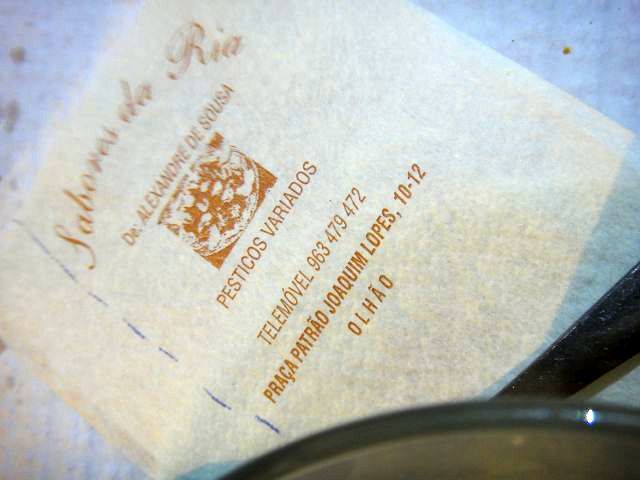 Sabores da Ria
De: ALEXANDRE DE SOUSA
PESTICOS VARIADOS
TELEMÓVEL 963 479 472
PRAÇA PATRÃO JOAQUIM LOPES, 10-12
OLHÃO